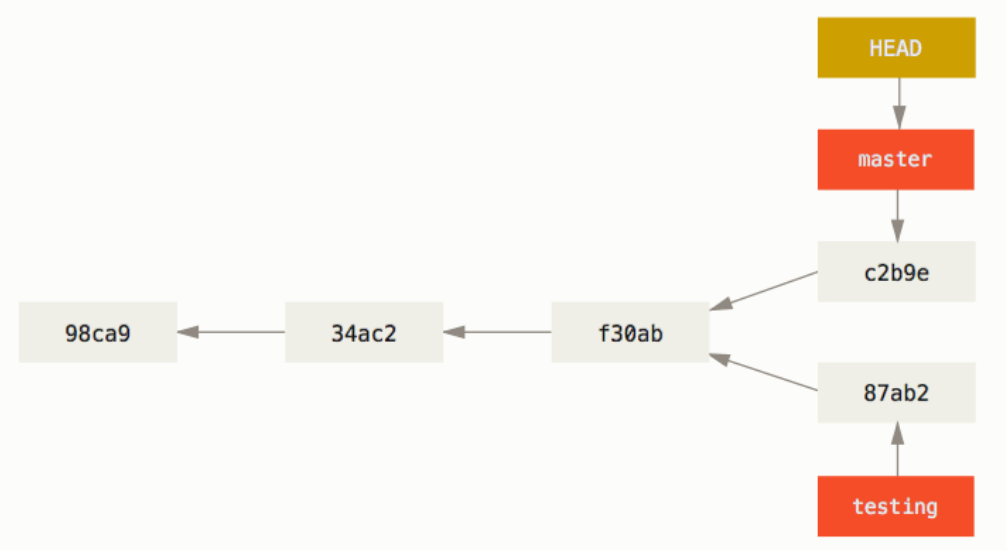 HEAD
master
c2b9e
98ca9
34ac2
f30ab
87ab2
testing